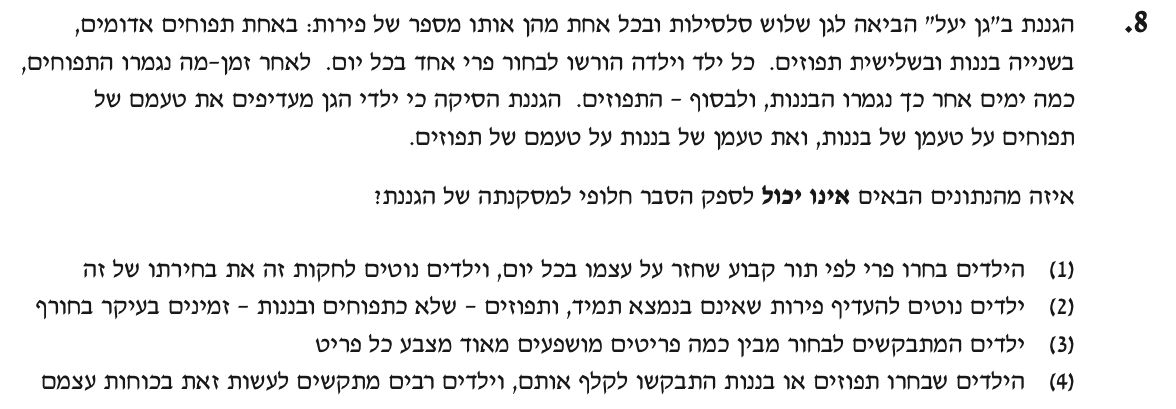 8. הגננת ב"גן יעל" הביאה לגן שלוש סלסילות ובכל אחת מהן אותו מספר של פירות: באחת תפוחים אדומים,
בשנייה בננות ובשלישית תפוזים. כל ילד וילדה הורשו לבחור פרי אחד בכל יום. לאחר זמן-מה נגמרו התפוחים,
כמה ימים אחר כך נגמרו הבננות, ולבסוף - התפוזים. הגננת הסיקה כי ילדי הגן מעדיפים את טעמם של
תפוחים על טעמן של בננות, ואת טעמן של בננות על טעמם של תפוזים.
איזה מהנתונים הבאים אינו יכול לספק הסבר חלופי למסקנתה של הגננת?
(1) הילדים בחרו פרי לפי תור קבוע שחזר על עצמו בכל יום, וילדים נוטים לחקות זה את בחירתו של זה
(2) ילדים נוטים להעדיף פירות שאינם בנמצא תמיד, ותפוזים - שלא כתפוחים ובננות - זמינים בעיקר בחורף
(3) ילדים המתבקשים לבחור מבין כמה פריטים מושפעים מאוד מצבע כל פריט
(4) הילדים שבחרו תפוזים או בננות התבקשו לקלף אותם, וילדים רבים מתקשים לעשות זאת בכוחות עצמם